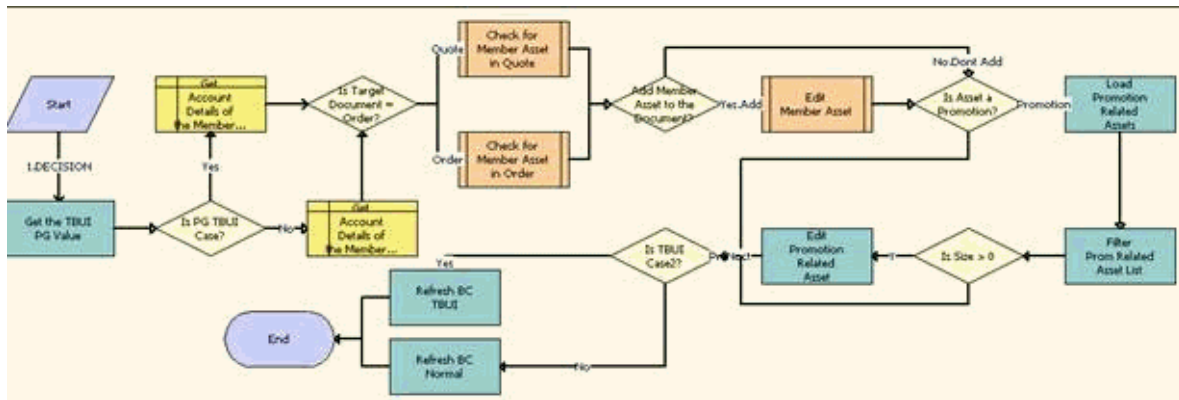 Start
1.DECISION
Get the TBUI
PG Value
Is PG TBUI
Case?
Yes
Get
Account
Details of
the Member...
No
Get
Account
Details of
the Member...
Is Target
Document =
Order?
Quote
Check for
Member Asset
in Quote
Order
Check for
Member Asset
in Order
Add Member
Asset to the
Document?
No.Dont Add
Yes.Add
Edit
Member Asset
Is Asset a
Promotion?
Promotion
Load
Promotion
Related
Assets
Filter
Prom Related
Asset List
Is Size > 0
Y
Edit
Promotion
Related
Asset
Is TBUI
Case2?
Yes
Refresh BC
TBUI
No
Refresh BC
Normal
End